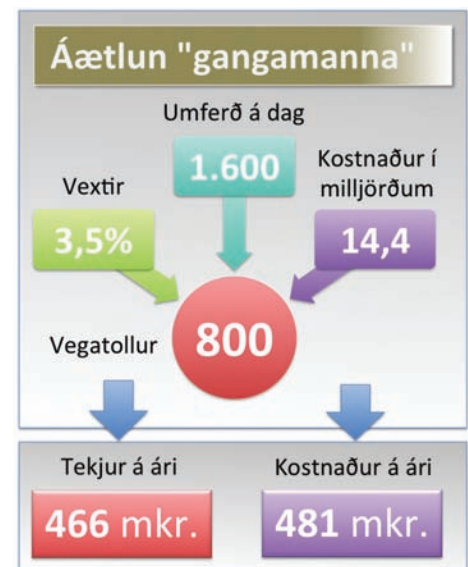 Áætlun "gangamanna"
Umferð á dag
1.600
Vextir
3,5%
Kostnaður í
milljörðum
14,4
Vegatollur
800
Tekjur á ári
466 mkr.
Kostnaður á ári
481 mkr.